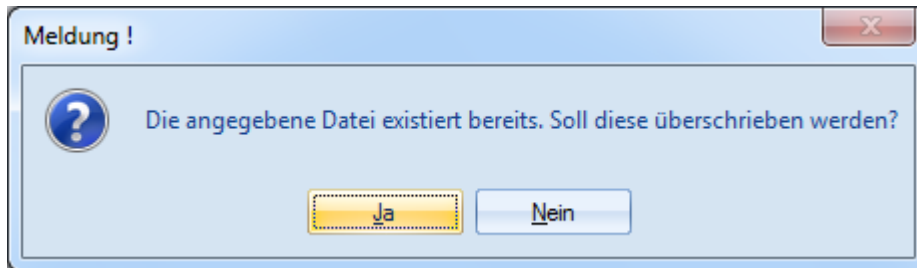 Meldung !
Die angegebene Datei existiert bereits. Soll diese überschrieben werden?
Ja
Nein